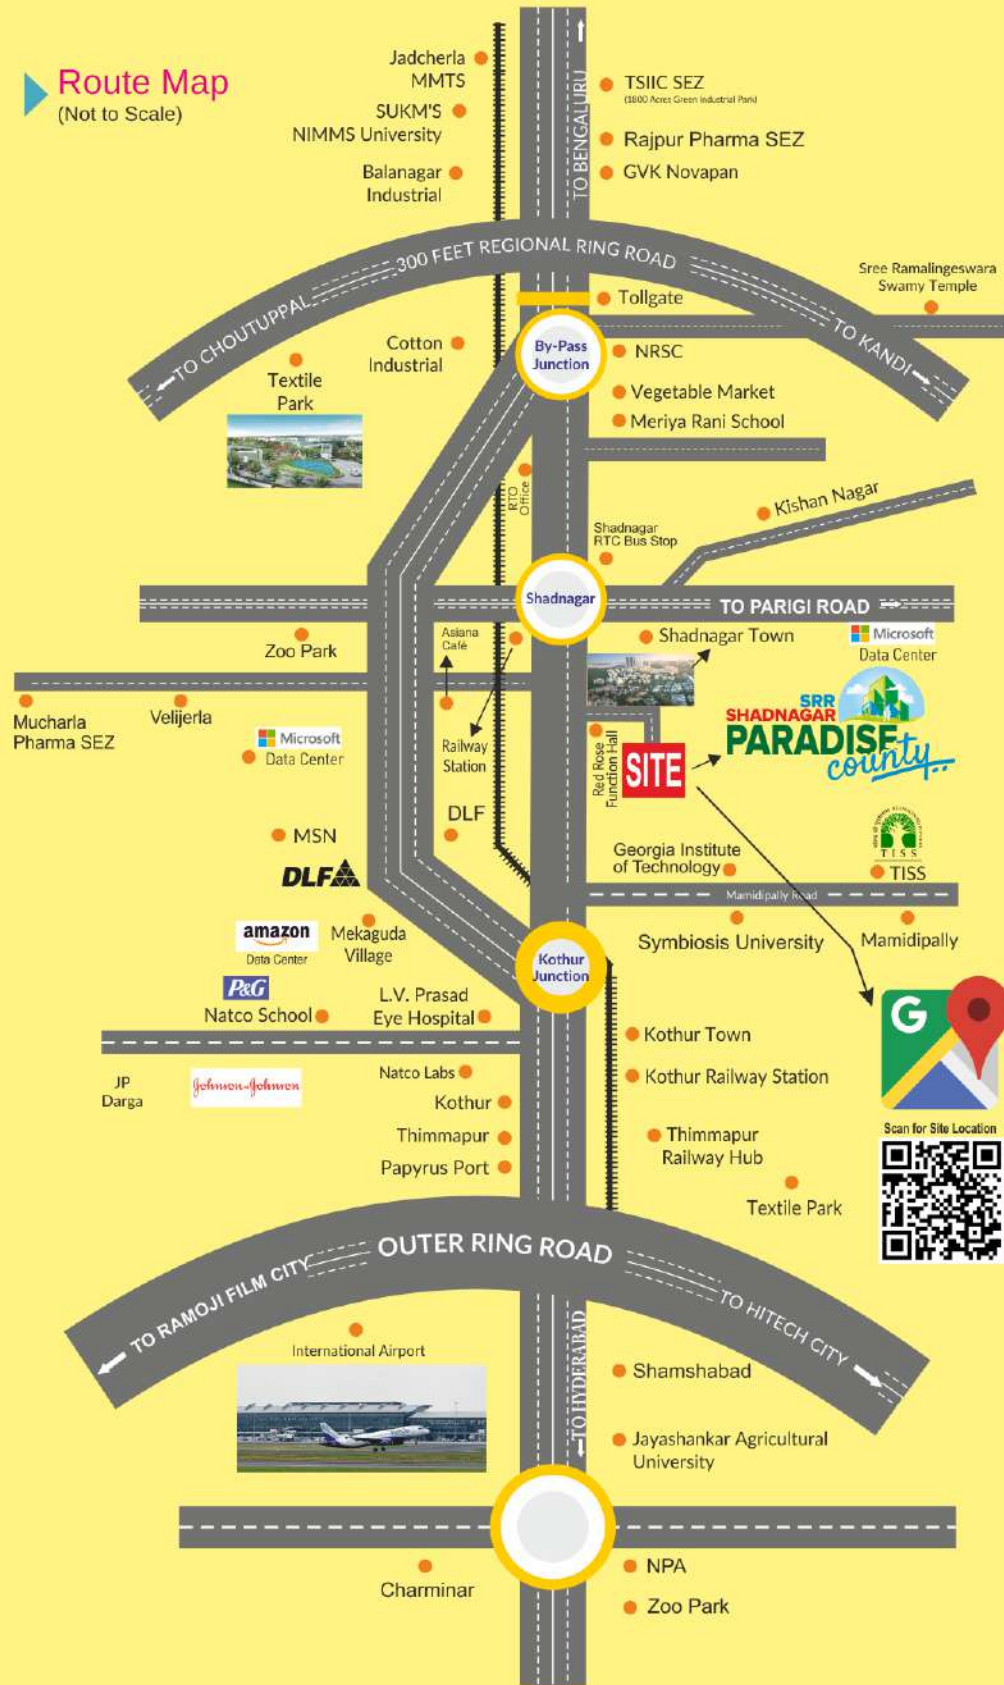 Route Map
(Not to Scale)
Jadcherla
MMTS
SUKM'S
NIMMS University
Balanagar
Industrial
TO BENGALURU
TSIIC SEZ
(1800 Acres Green Industrial Park)
Rajpur Pharma SEZ
GVK Novapan
300 FEET REGIONAL RING ROAD
TO CHOUTUPPAL
TO KANDI
Sree Ramalingeswara
Swamy Temple
Tollgate
By-Pass
Junction
NRSC
Cotton
Industrial
Textile
Park
Vegetable Market
Meriya Rani School
RTO
Office
Kishan Nagar
Shadnagar
RTC Bus Stop
Shadnagar
TO PARIGI ROAD
Zoo Park
Asiana
Café
Shadnagar Town
Microsoft
Data Center
Mucharla
Pharma SEZ
Velijerla
Microsoft
Data Center
Railway
Station
Red Rose
Function Hall
SITE
SRR
SHADNAGAR
PARADISE
county
DLF
MSN
DLF
Georgia Institute
of Technology
TISS
TISS
Mamidipally Road
amazon
Data Center
Mekaguda
Village
Kothur
Junction
Symbiosis University
Mamidipally
P&G
Natco School
L.V. Prasad
Eye Hospital
G
Kothur Town
JP
Darga
Johnson-Johnson
Natco Labs
Kothur Railway Station
Kothur
Thimmapur
Papyrus Port
Thimmapur
Railway Hub
Textile Park
Scan for Site Location
OUTER RING ROAD
TO RAMOJI FILM CITY
TO HITECH CITY
International Airport
TO HYDERABAD
Shamshabad
Jayashankar Agricultural
University
Charminar
NPA
Zoo Park